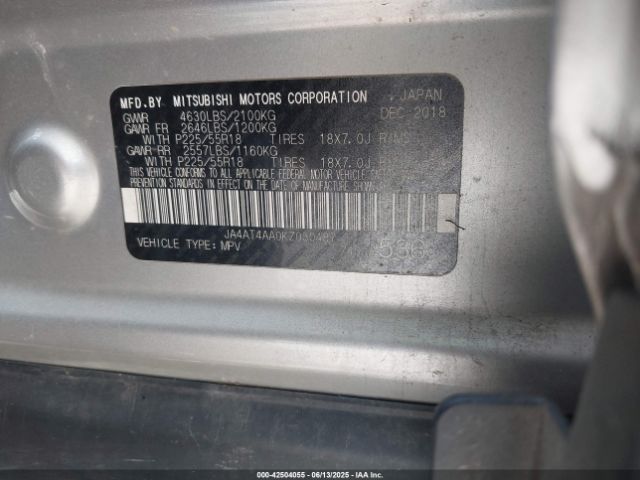 MFD.BY MITSUBISHI MOTORS CORPORATION JAPAN
GVWR 4630LBS/2100KG DEC 2018
GAWR FR 2646LBS/1200KG
WITH P225/55R18 TIRES 18X7.0J RIMS
GAWR RR 2557LBS/1160KG
WITH P225/55R18 TIRES 18X7.0J
THIS VEHICLE CONFORMS TO ALL APPLICABLE FEDERAL MOTOR VEHICLE
PREVENTION STANDARDS IN EFFECT ON THE DATE OF MANUFACTURE SHOWN
VEHICLE TYPE: MPV
000-42504055 - 06/13/2025 - IAAI.COM